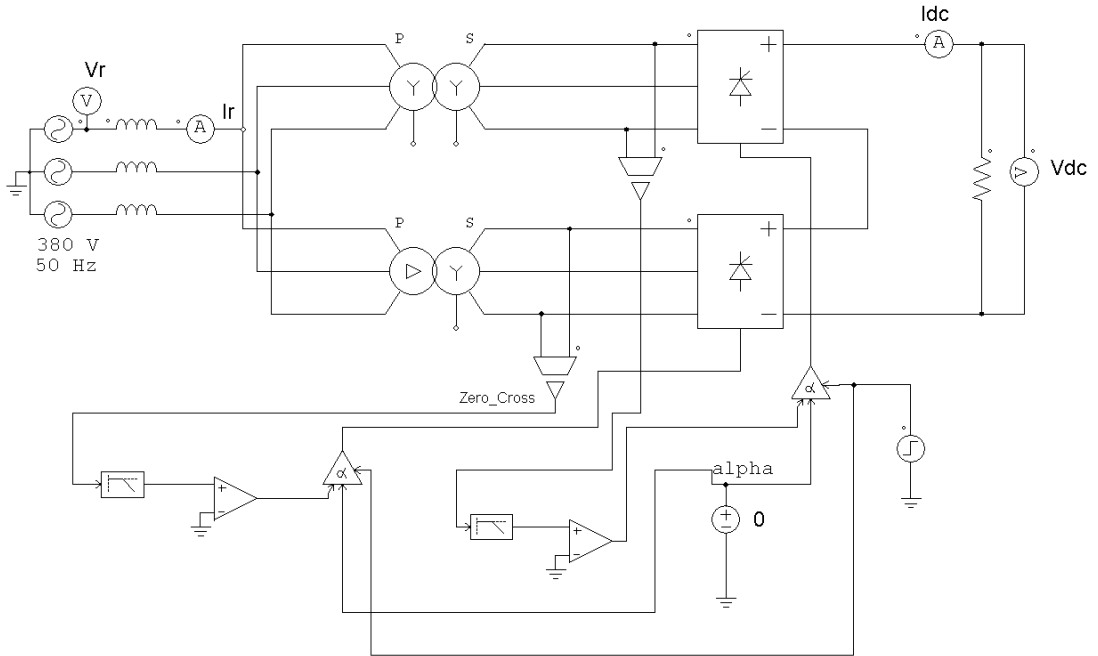 Idc
A
P
S
Vr
V
Ir
A
Y
Y
+
−
Vdc
V
380 V
50 Hz
P
S
Y
+
−
Zero_Cross
α
α
alpha
+
−
+
−
+
−
0